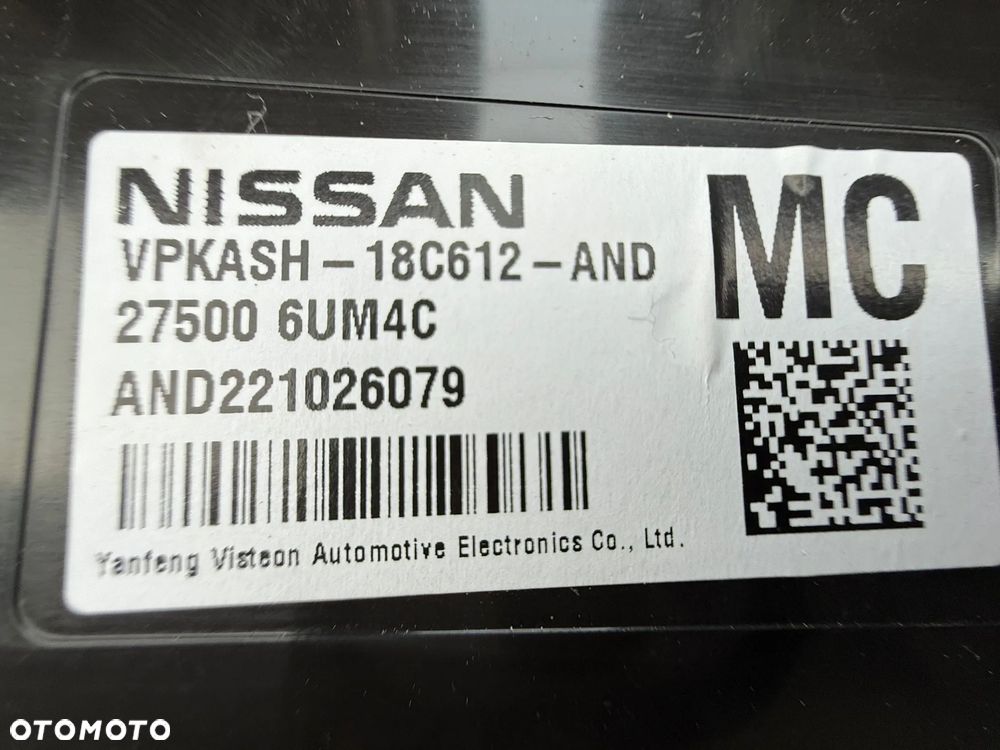 NISSAN
MC
VPKASH-18C612-AND
27500 6UM4C
AND221026079
Yanfeng Visteon Automotive Electronics Co., Ltd.
OTOMOTO